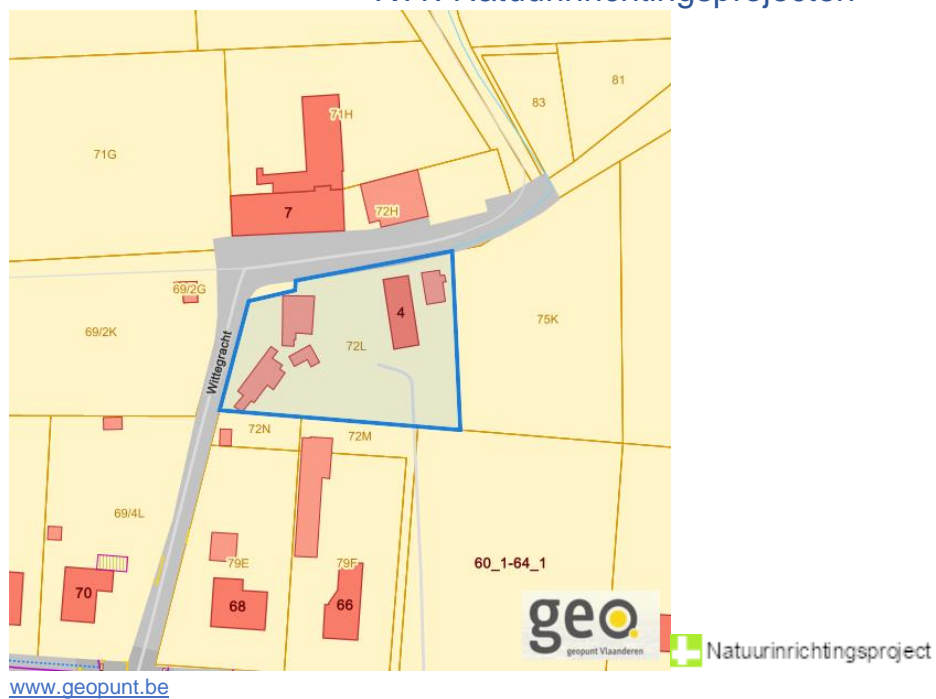 71G
71H
83
81
7
72H
69/2G
69/2K
Wittegracht
4
72L
75K
72N
72M
69/4L
79E
79F
60_1-64_1
70
68
66
geo
geopunt Vlaanderen
Natuurinrichtingsproject
www.geopunt.be